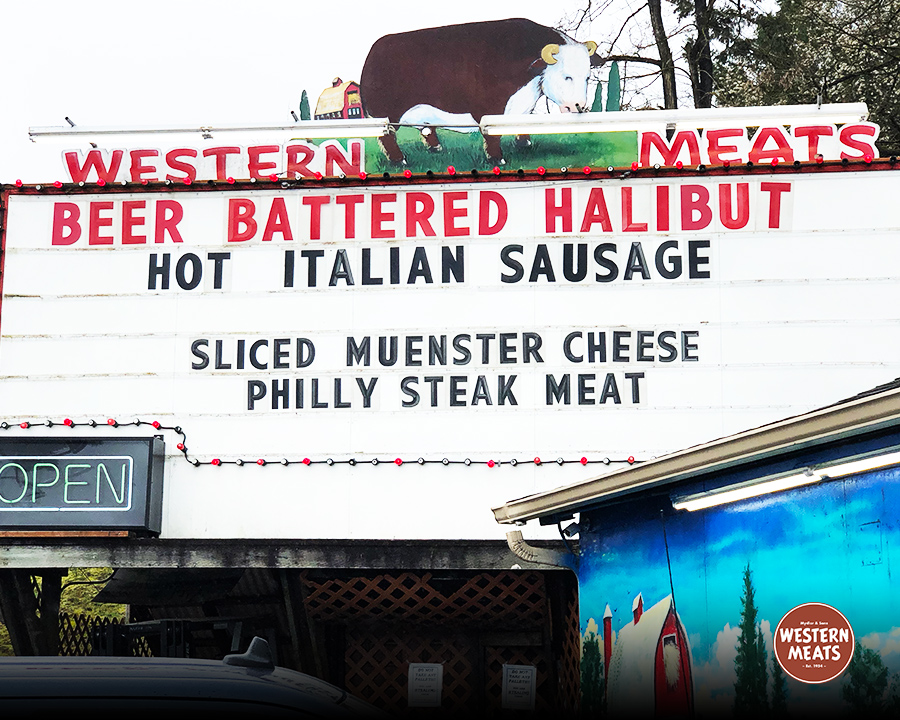 WESTERN MEATS
BEER BATTERED HALIBUT
HOT ITALIAN SAUSAGE
SLICED MUENSTER CHEESE
PHILLY STEAK MEAT
OPEN
WESTERN
MEATS